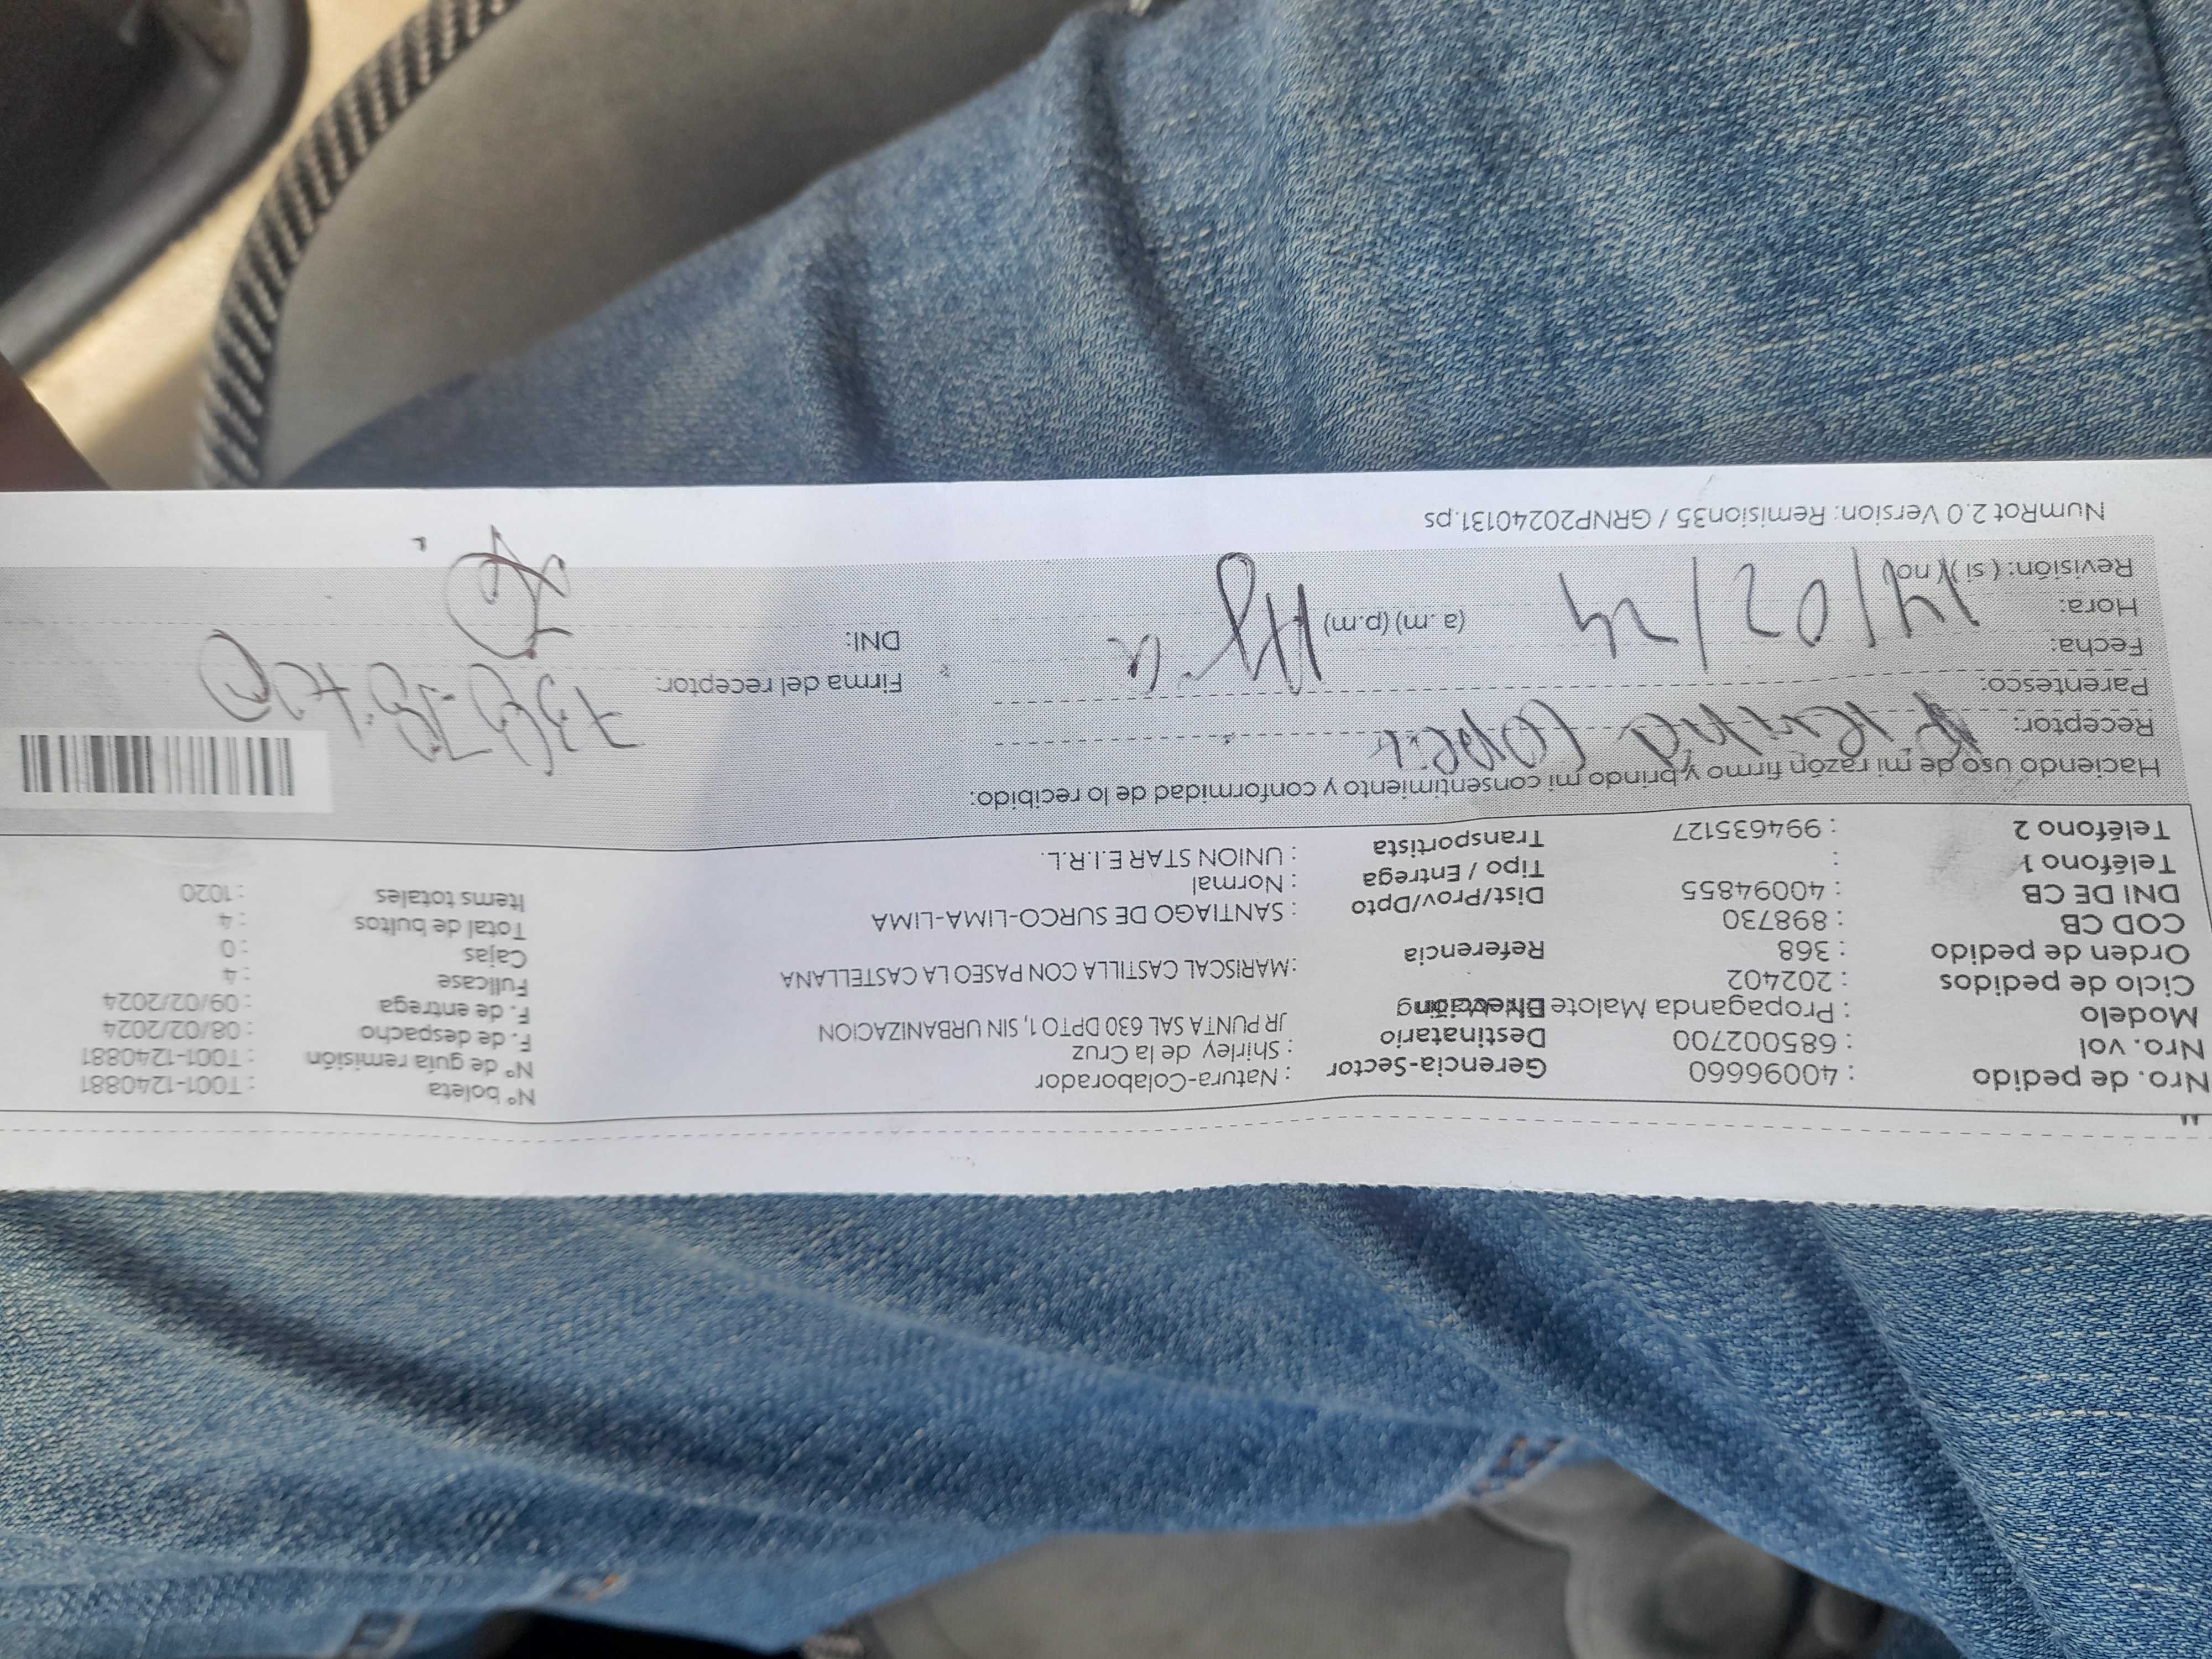 Nro. de pedido : 40096660 Gerencia-Sector : Natura-Colaborador N° boleta : T001-1240881
Nro. vol : 685002700 Destinatario : Shirley de la Cruz N° de guía remisión : T001-1240881
Modelo : Propaganda Malote Dirección JR PUNTA SAL 630 DPTO 1, SIN URBANIZACION F. de despacho : 08/02/2024
Ciclo de pedidos : 202402 F. de entrega : 09/02/2024
Orden de pedido : 368 Referencia :MARISCAL CASTILLA CON PASEO LA CASTELLANA Fullcase : 4
COD CB : 898730 Cajas : 0
DNI DE CB : 40094855 Dist/Prov/Dpto : SANTIAGO DE SURCO-LIMA-LIMA Total de bultos : 4
Teléfono 1 : Tipo / Entrega : Normal Items totales : 1020
Teléfono 2 : 994635127 Transportista : UNION STAR E.I.R.L.
Haciendo uso de mi razón firmo y brindo mi consentimiento y conformidad de lo recibido:
Receptor:
Parentesco: Firma del receptor:
Fecha: 14/02/24 DNI:
Hora: (a.m) (p.m)
Revisión: ( si ) ( no )
NumRot 2.0 Version: Remision35 / GRNP20240131.ps